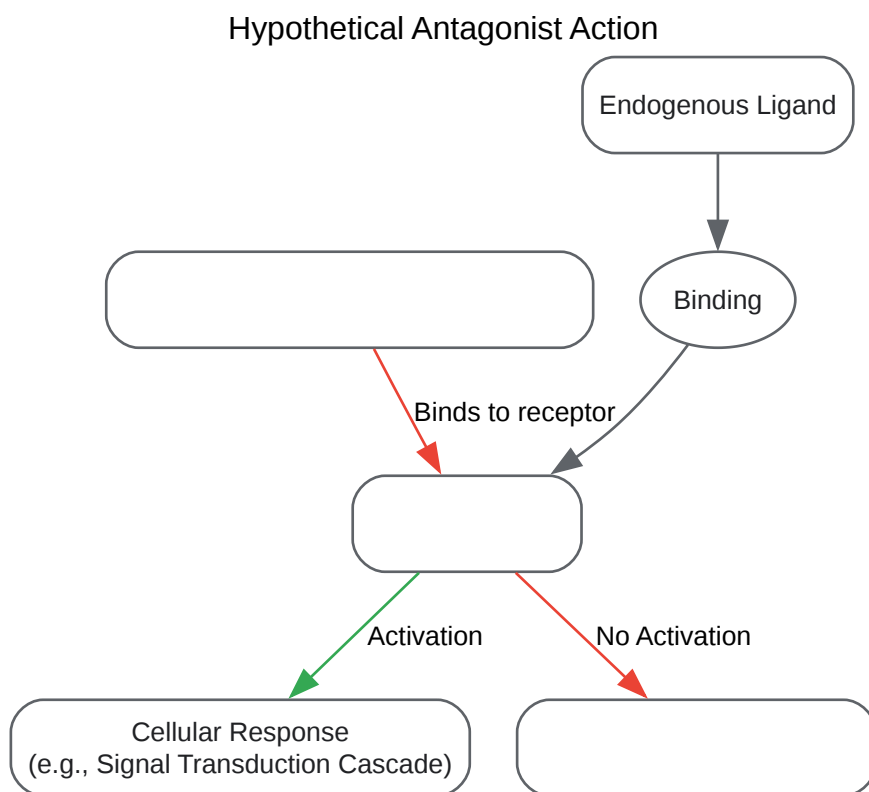 Hypothetical Antagonist Action
Endogenous Ligand
Binding
Binds to receptor
Activation
No Activation
Cellular Response
(e.g., Signal Transduction Cascade)